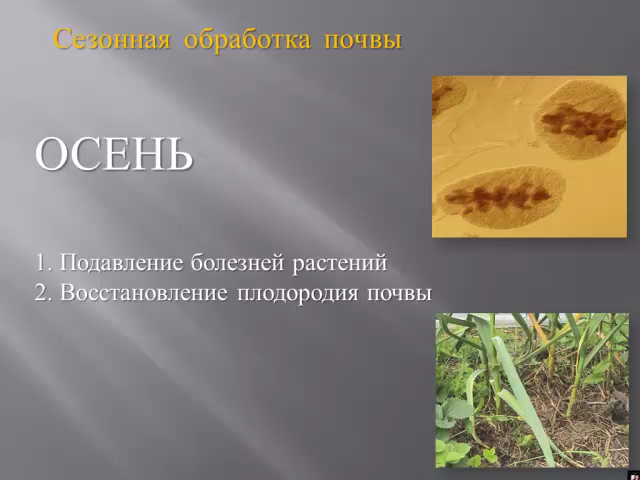 Сезонная обработка почвы
ОСЕНЬ
1. Подавление болезней растений
2. Восстановление плодородия почвы